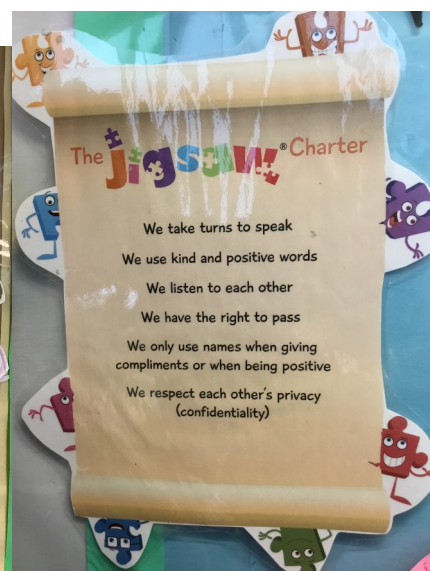 The Jigsaw® Charter
We take turns to speak
We use kind and positive words
We listen to each other
We have the right to pass
We only use names when giving
compliments or when being positive
We respect each other's privacy
(confidentiality)